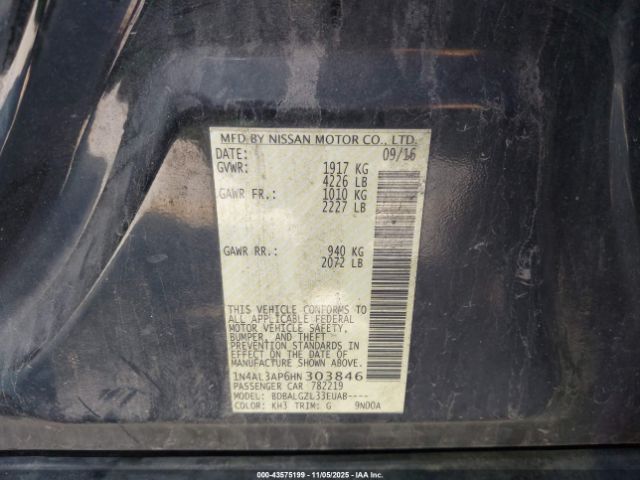 MFD BY NISSAN MOTOR CO., LTD.
DATE: 09/16
GVWR: 1917 KG
4226 LB
GAWR FR.: 1010 KG
2227 LB
GAWR RR.: 940 KG
2072 LB
THIS VEHICLE CONFORMS TO
ALL APPLICABLE FEDERAL
MOTOR VEHICLE SAFETY,
BUMPER, AND THEFT
PREVENTION STANDARDS IN
EFFECT ON THE DATE OF
MANUFACTURE SHOWN ABOVE.
1N4AL3AP6HN303846
PASSENGER CAR 782219
MODEL: BDBALGZL33EUAB----
COLOR: KH3 TRIM: G 9N00A
000-43575199 - 11/05/2025 - IAAI.COM